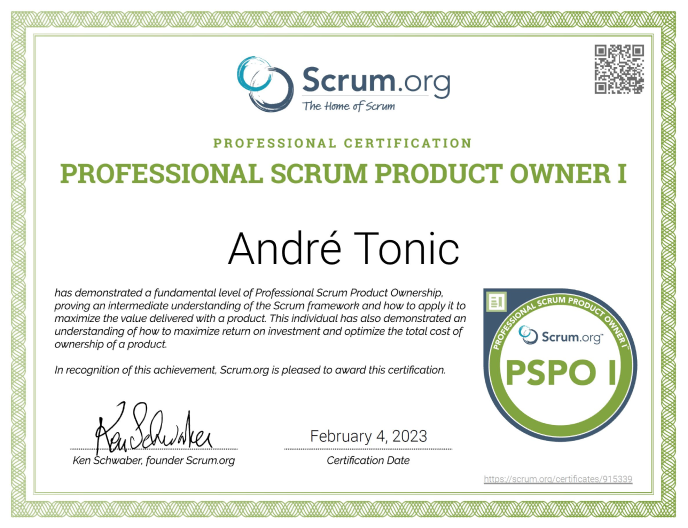 Scrum.org
The Home of Scrum
PROFESSIONAL CERTIFICATION
PROFESSIONAL SCRUM PRODUCT OWNER I
André Tonic
has demonstrated a fundamental level of Professional Scrum Product Ownership,
proving an intermediate understanding of the Scrum framework and how to apply it to
maximize the value delivered with a product. This individual has also demonstrated an
understanding of how to maximize return on investment and optimize the total cost of
ownership of a product.
In recognition of this achievement, Scrum.org is pleased to award this certification.
PROFESSIONAL SCRUM PRODUCT OWNER I
Scrum.org
PSPO I
Ken Schwaber
February 4, 2023
Ken Schwaber, founder Scrum.org
Certification Date
https://scrum.org/certificates/915339